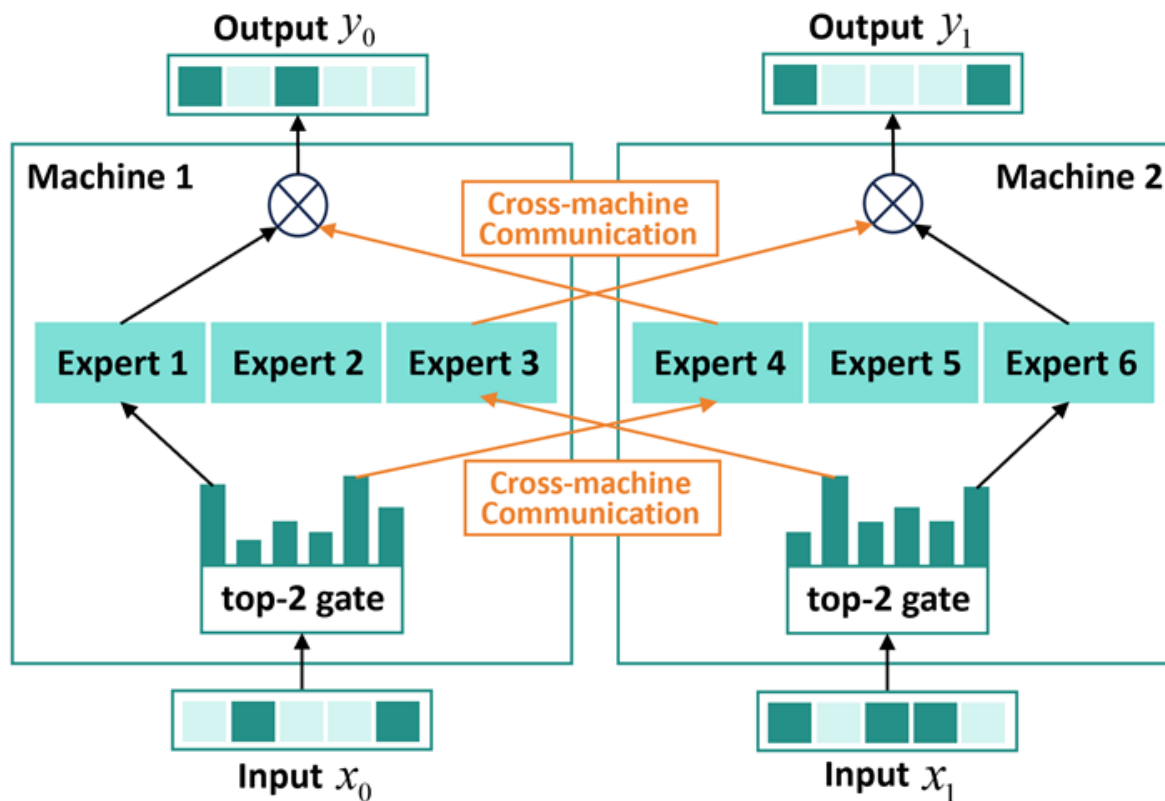 Output y₀
Output y₁
Machine 1
Machine 2
Cross-machine
Communication
Expert 1
Expert 2
Expert 3
Expert 4
Expert 5
Expert 6
Cross-machine
Communication
top-2 gate
top-2 gate
Input x₀
Input x₁